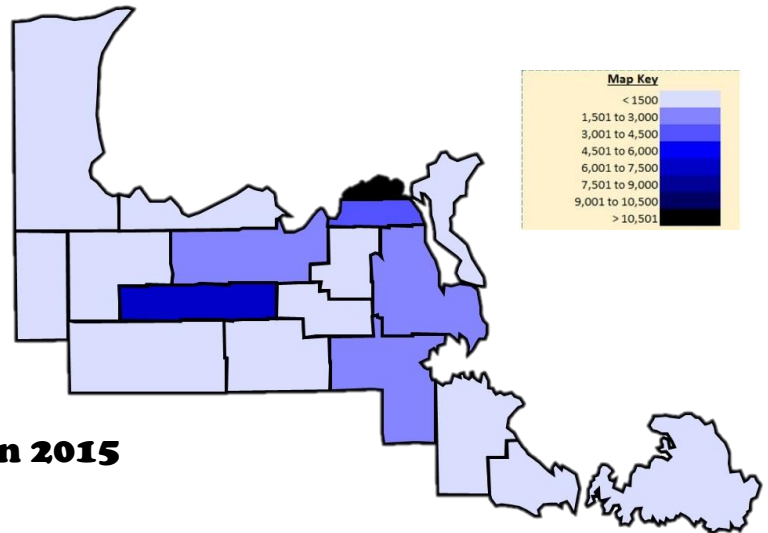 Map Key
< 1500
1,501 to 3,000
3,001 to 4,500
4,501 to 6,000
6,001 to 7,500
7,501 to 9,000
9,001 to 10,500
> 10,501
n 2015